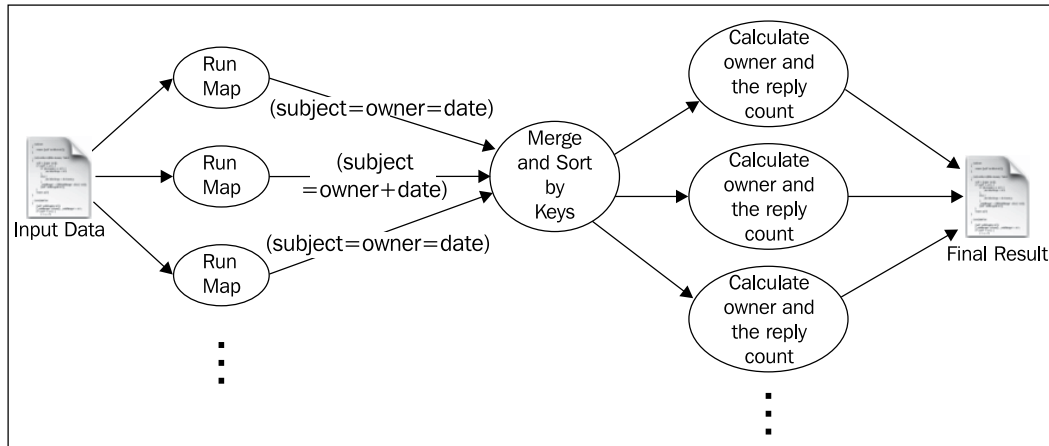 Input Data
Run
Map
Run
Map
Run
Map
(subject=owner=date)
(subject
=owner+date)
(subject=owner=date)
Merge
and Sort
by
Keys
Calculate
owner and
the reply
count
Calculate
owner and
the reply
count
Calculate
owner and
the reply
count
Final Result